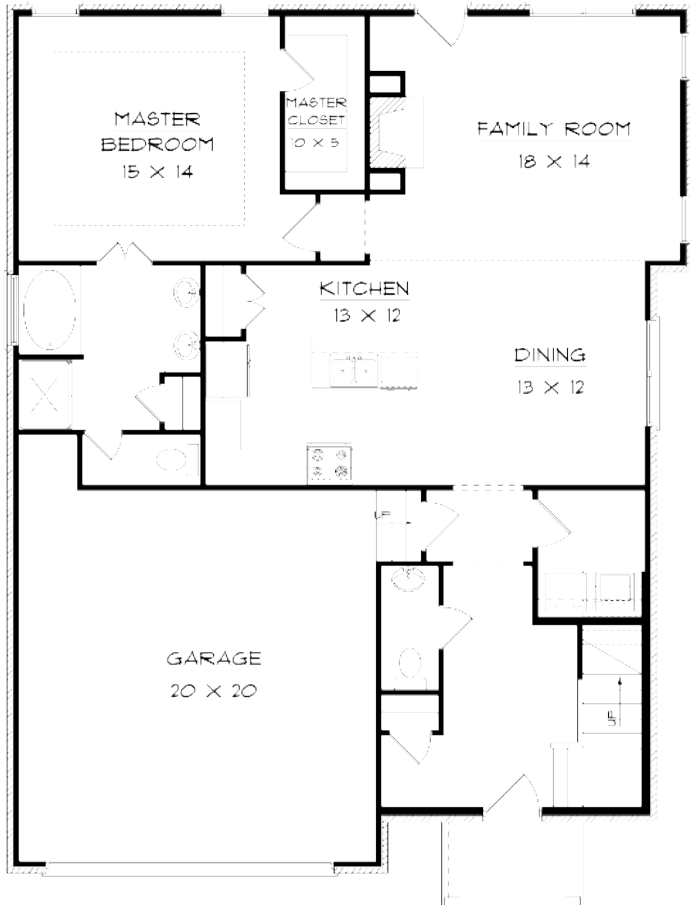 MASTER
BEDROOM
15 X 14
MASTER
CLOSET
10 X 5
FAMILY ROOM
18 X 14
KITCHEN
13 X 12
DINING
13 X 12
UP
GARAGE
20 X 20
UP